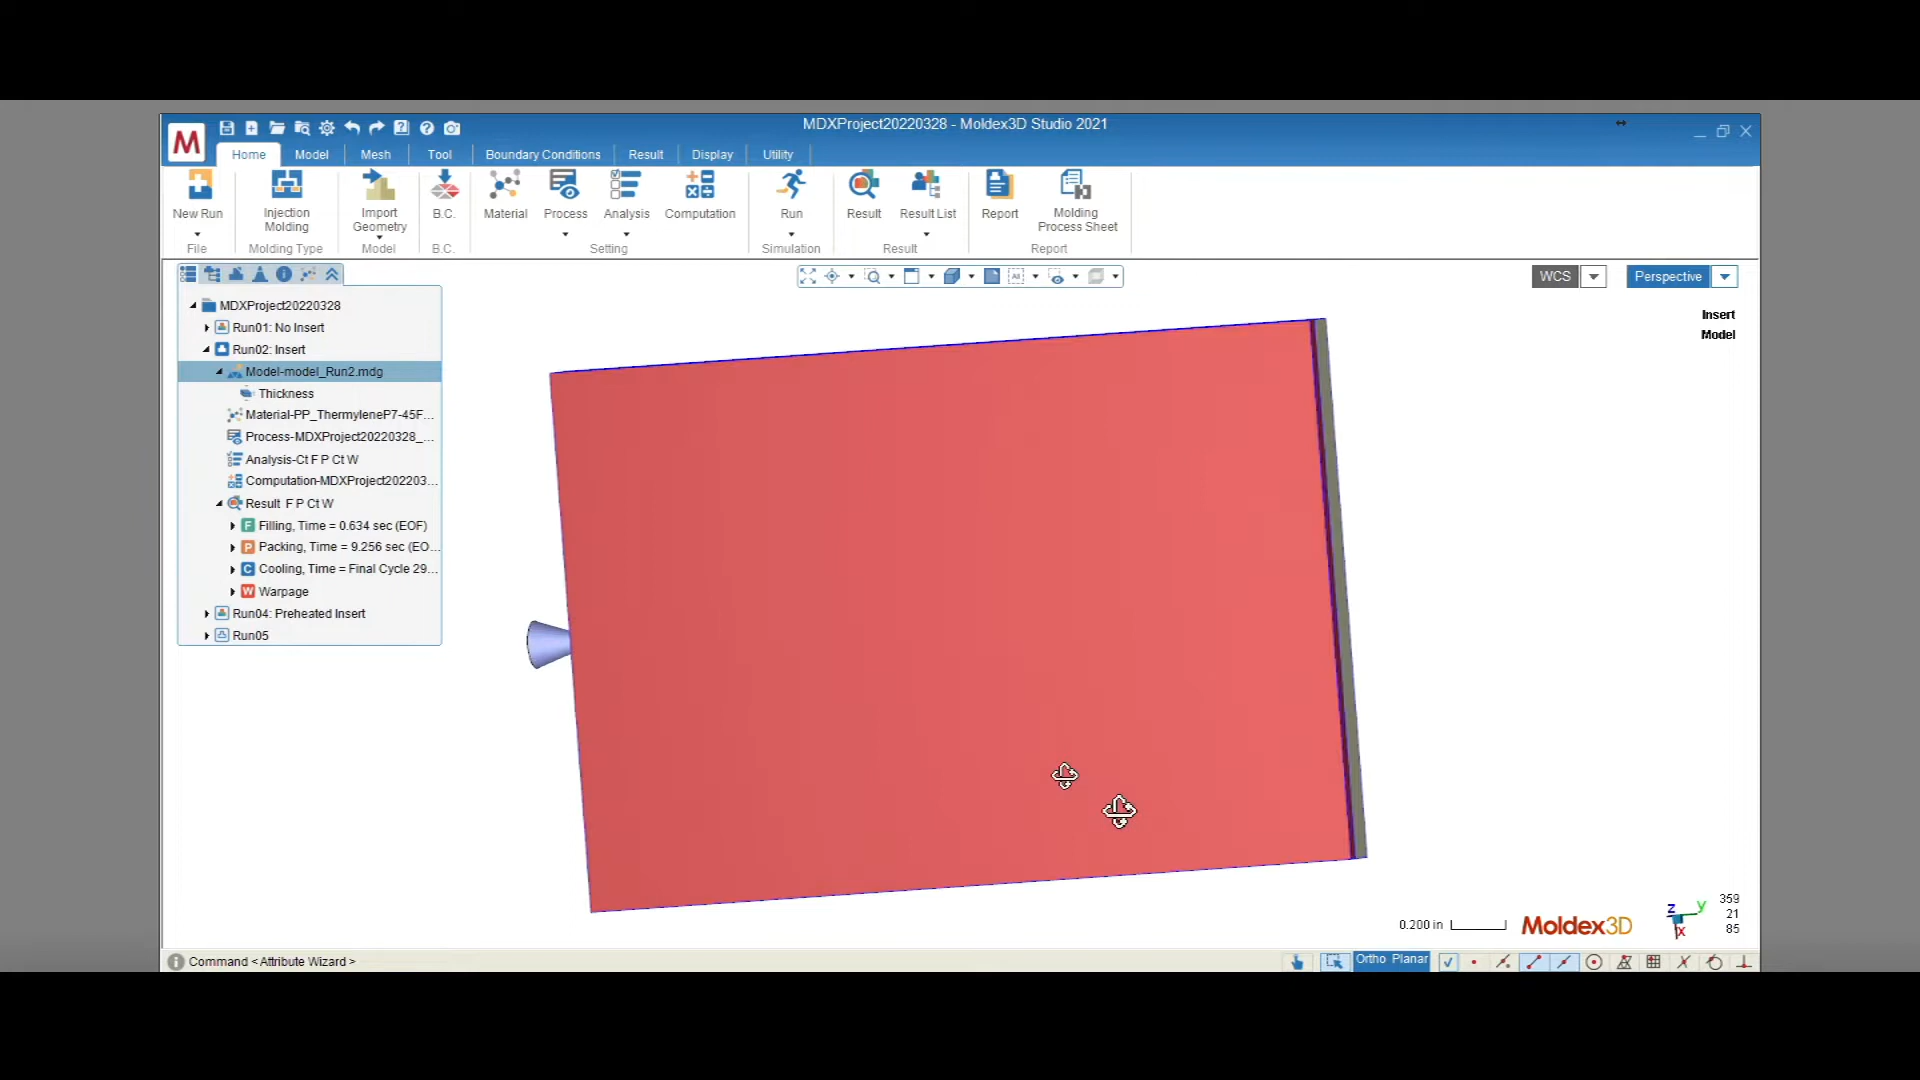 MDXProject20220328 - Moldex3D Studio 2021
M
Home Model Mesh Tool Boundary Conditions Result Display Utility
New Run
Injection Molding
Import Geometry
B.C.
Material
Process
Analysis
Computation
Run
Result
Result List
Report
Molding Process Sheet
File Molding Type Model B.C. Setting Simulation Result Report
WCS
Perspective
Insert
Model
MDXProject20220328
Run01: No Insert
Run02: Insert
Model-model_Run2.mdg
Thickness
Material-PP_ThermyleneP7-45F...
Process-MDXProject20220328_...
Analysis-Ct F P Ct W
Computation-MDXProject202203...
Result F P Ct W
F Filling, Time = 0.634 sec (EOF)
P Packing, Time = 9.256 sec (EO...
C Cooling, Time = Final Cycle 29...
W Warpage
Run04: Preheated Insert
Run05
0.200 in
Moldex3D
z y x
359
21
85
Command < Attribute Wizard >
Ortho Planar